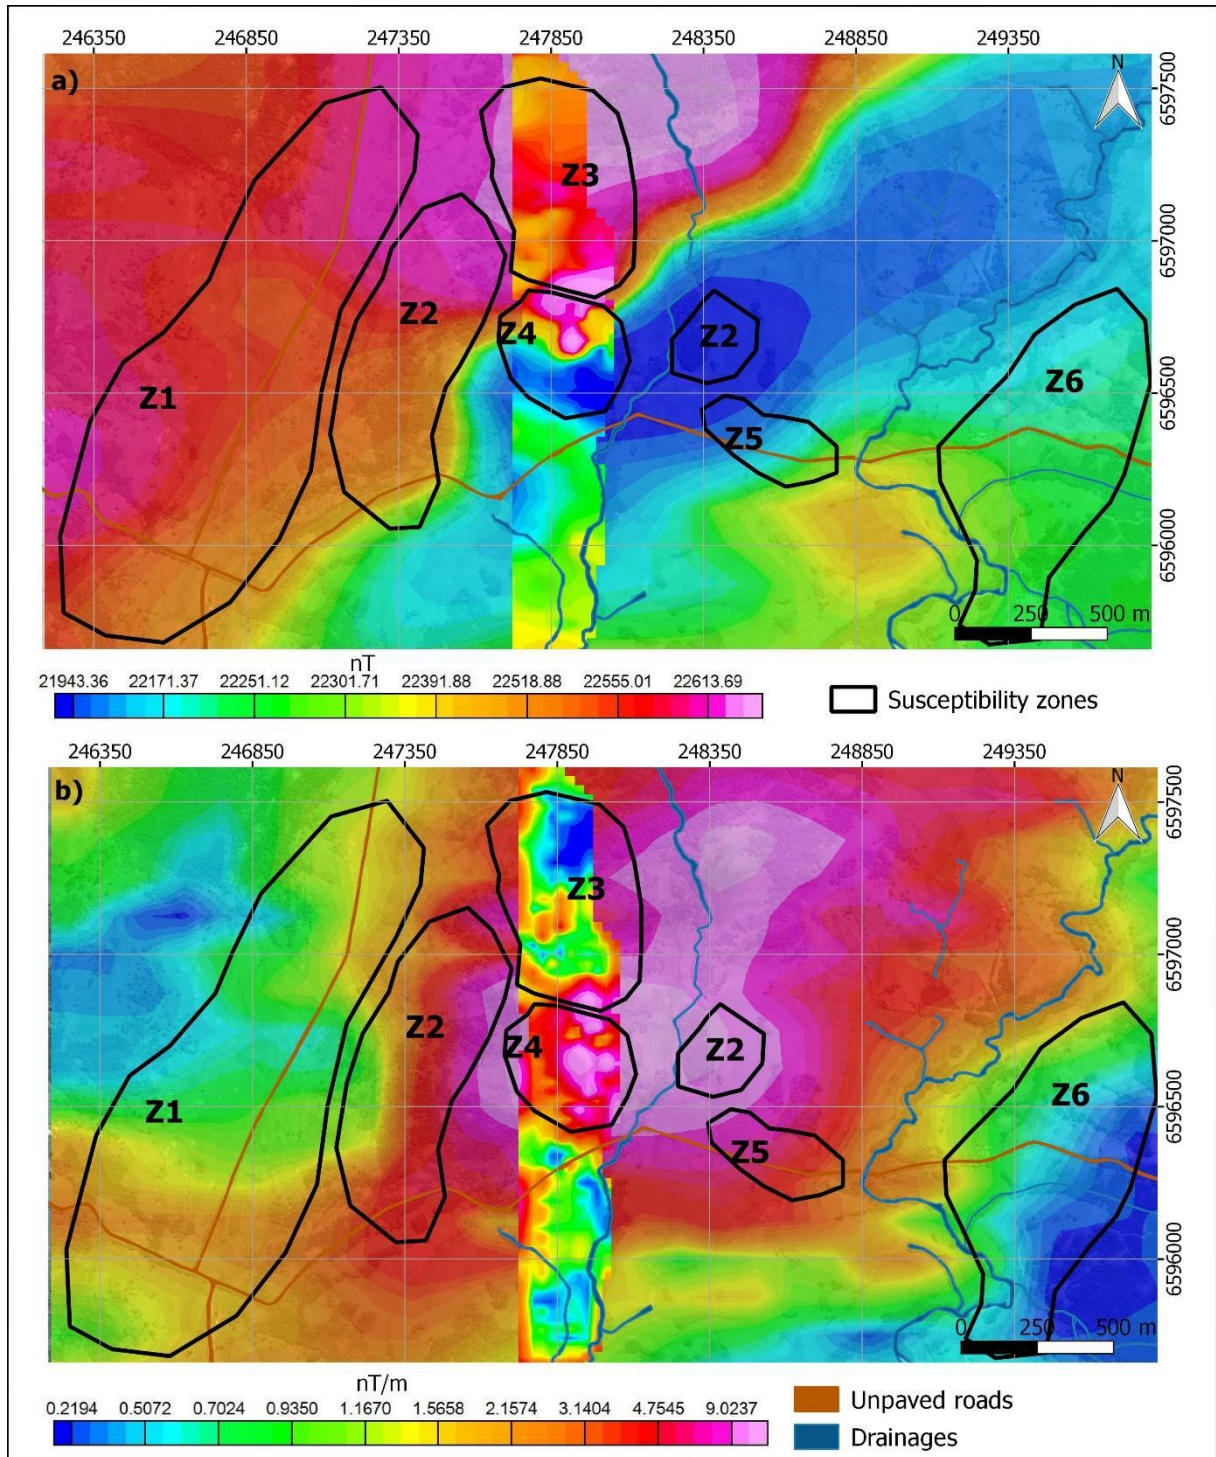 246350 246850 247350 247850 248350 248850 249350
a)
N
6597500
Z3
6597000
Z2
Z4
Z2
Z6
Z1
6596500
Z5
6596000
0 250 500 m
nT
21943.36 22171.37 22251.12 22301.71 22391.88 22518.88 22555.01 22613.69
Susceptibility zones
246350 246850 247350 247850 248350 248850 249350
b)
N
6597500
Z3
6597000
Z2
Z4
Z2
Z6
Z1
6596500
Z5
6596000
0 250 500 m
nT/m
0.2194 0.5072 0.7024 0.9350 1.1670 1.5658 2.1574 3.1404 4.7545 9.0237
Unpaved roads
Drainages